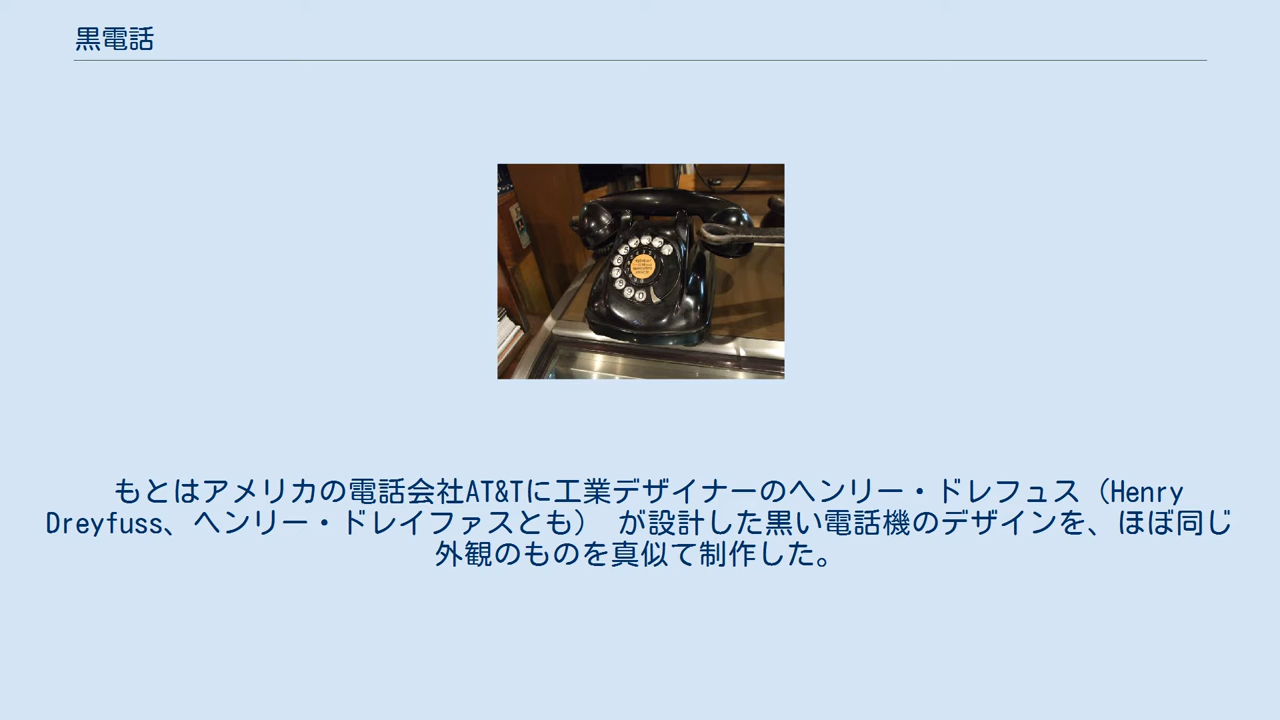 黒電話
もとはアメリカの電話会社AT&Tに工業デザイナーのヘンリー・ドレフュス（Henry
Dreyfuss、ヘンリー・ドレイファスとも） が設計した黒い電話機のデザインを、ほぼ同じ
外観のものを真似て制作した。